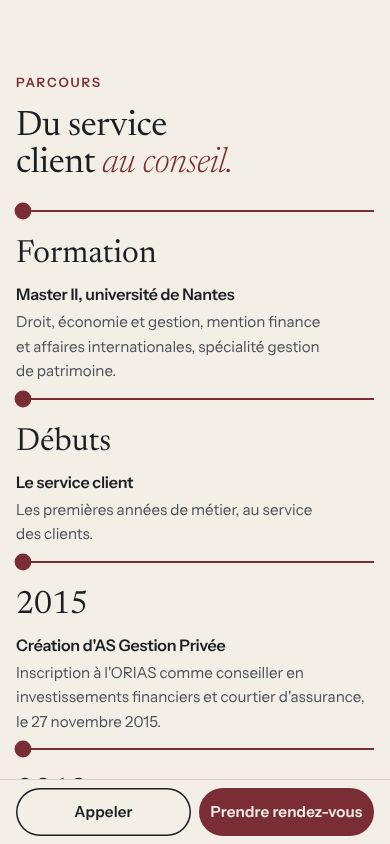 PARCOURS
Du service
client au conseil.
Formation
Master II, université de Nantes
Droit, économie et gestion, mention finance
et affaires internationales, spécialité gestion
de patrimoine.
Débuts
Le service client
Les premières années de métier, au service
des clients.
2015
Création d'AS Gestion Privée
Inscription à l'ORIAS comme conseiller en
investissements financiers et courtier d'assurance,
le 27 novembre 2015.
Appeler
Prendre rendez-vous